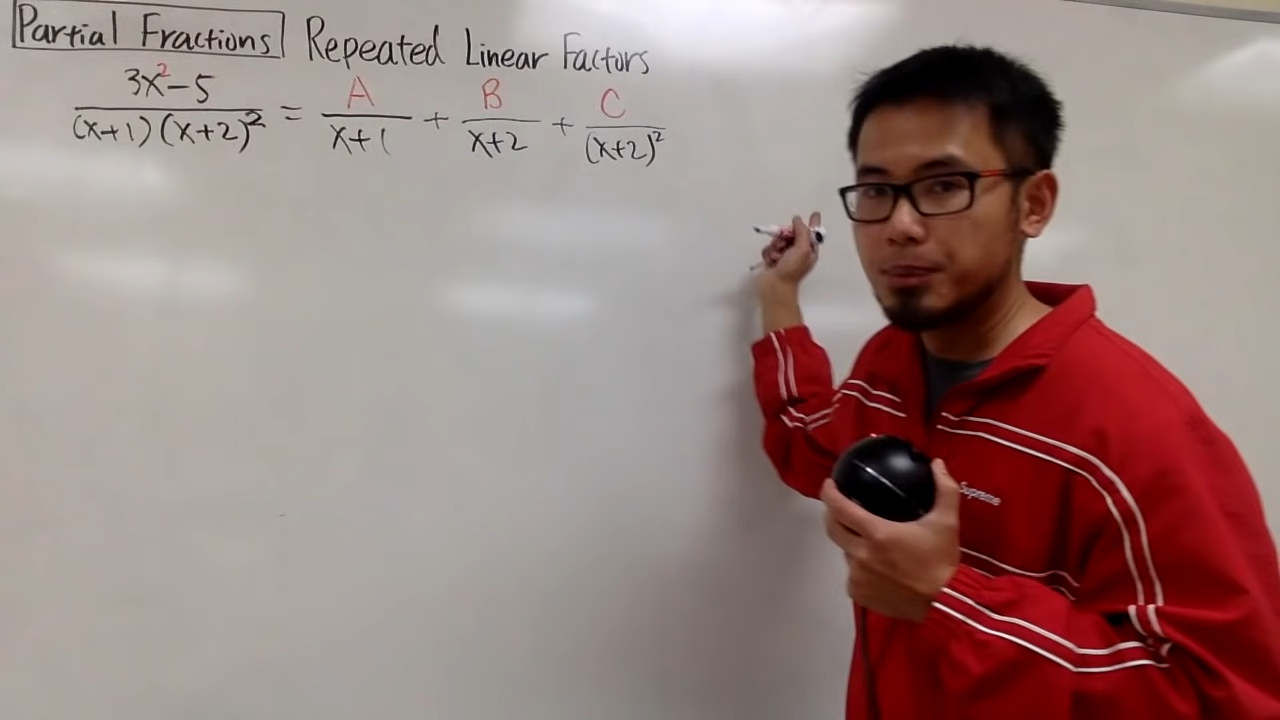 Partial Fractions Repeated Linear Factors
3x²-5 / (x+1)(x+2)² = A / x+1 + B / x+2 + C / (x+2)²
Supreme